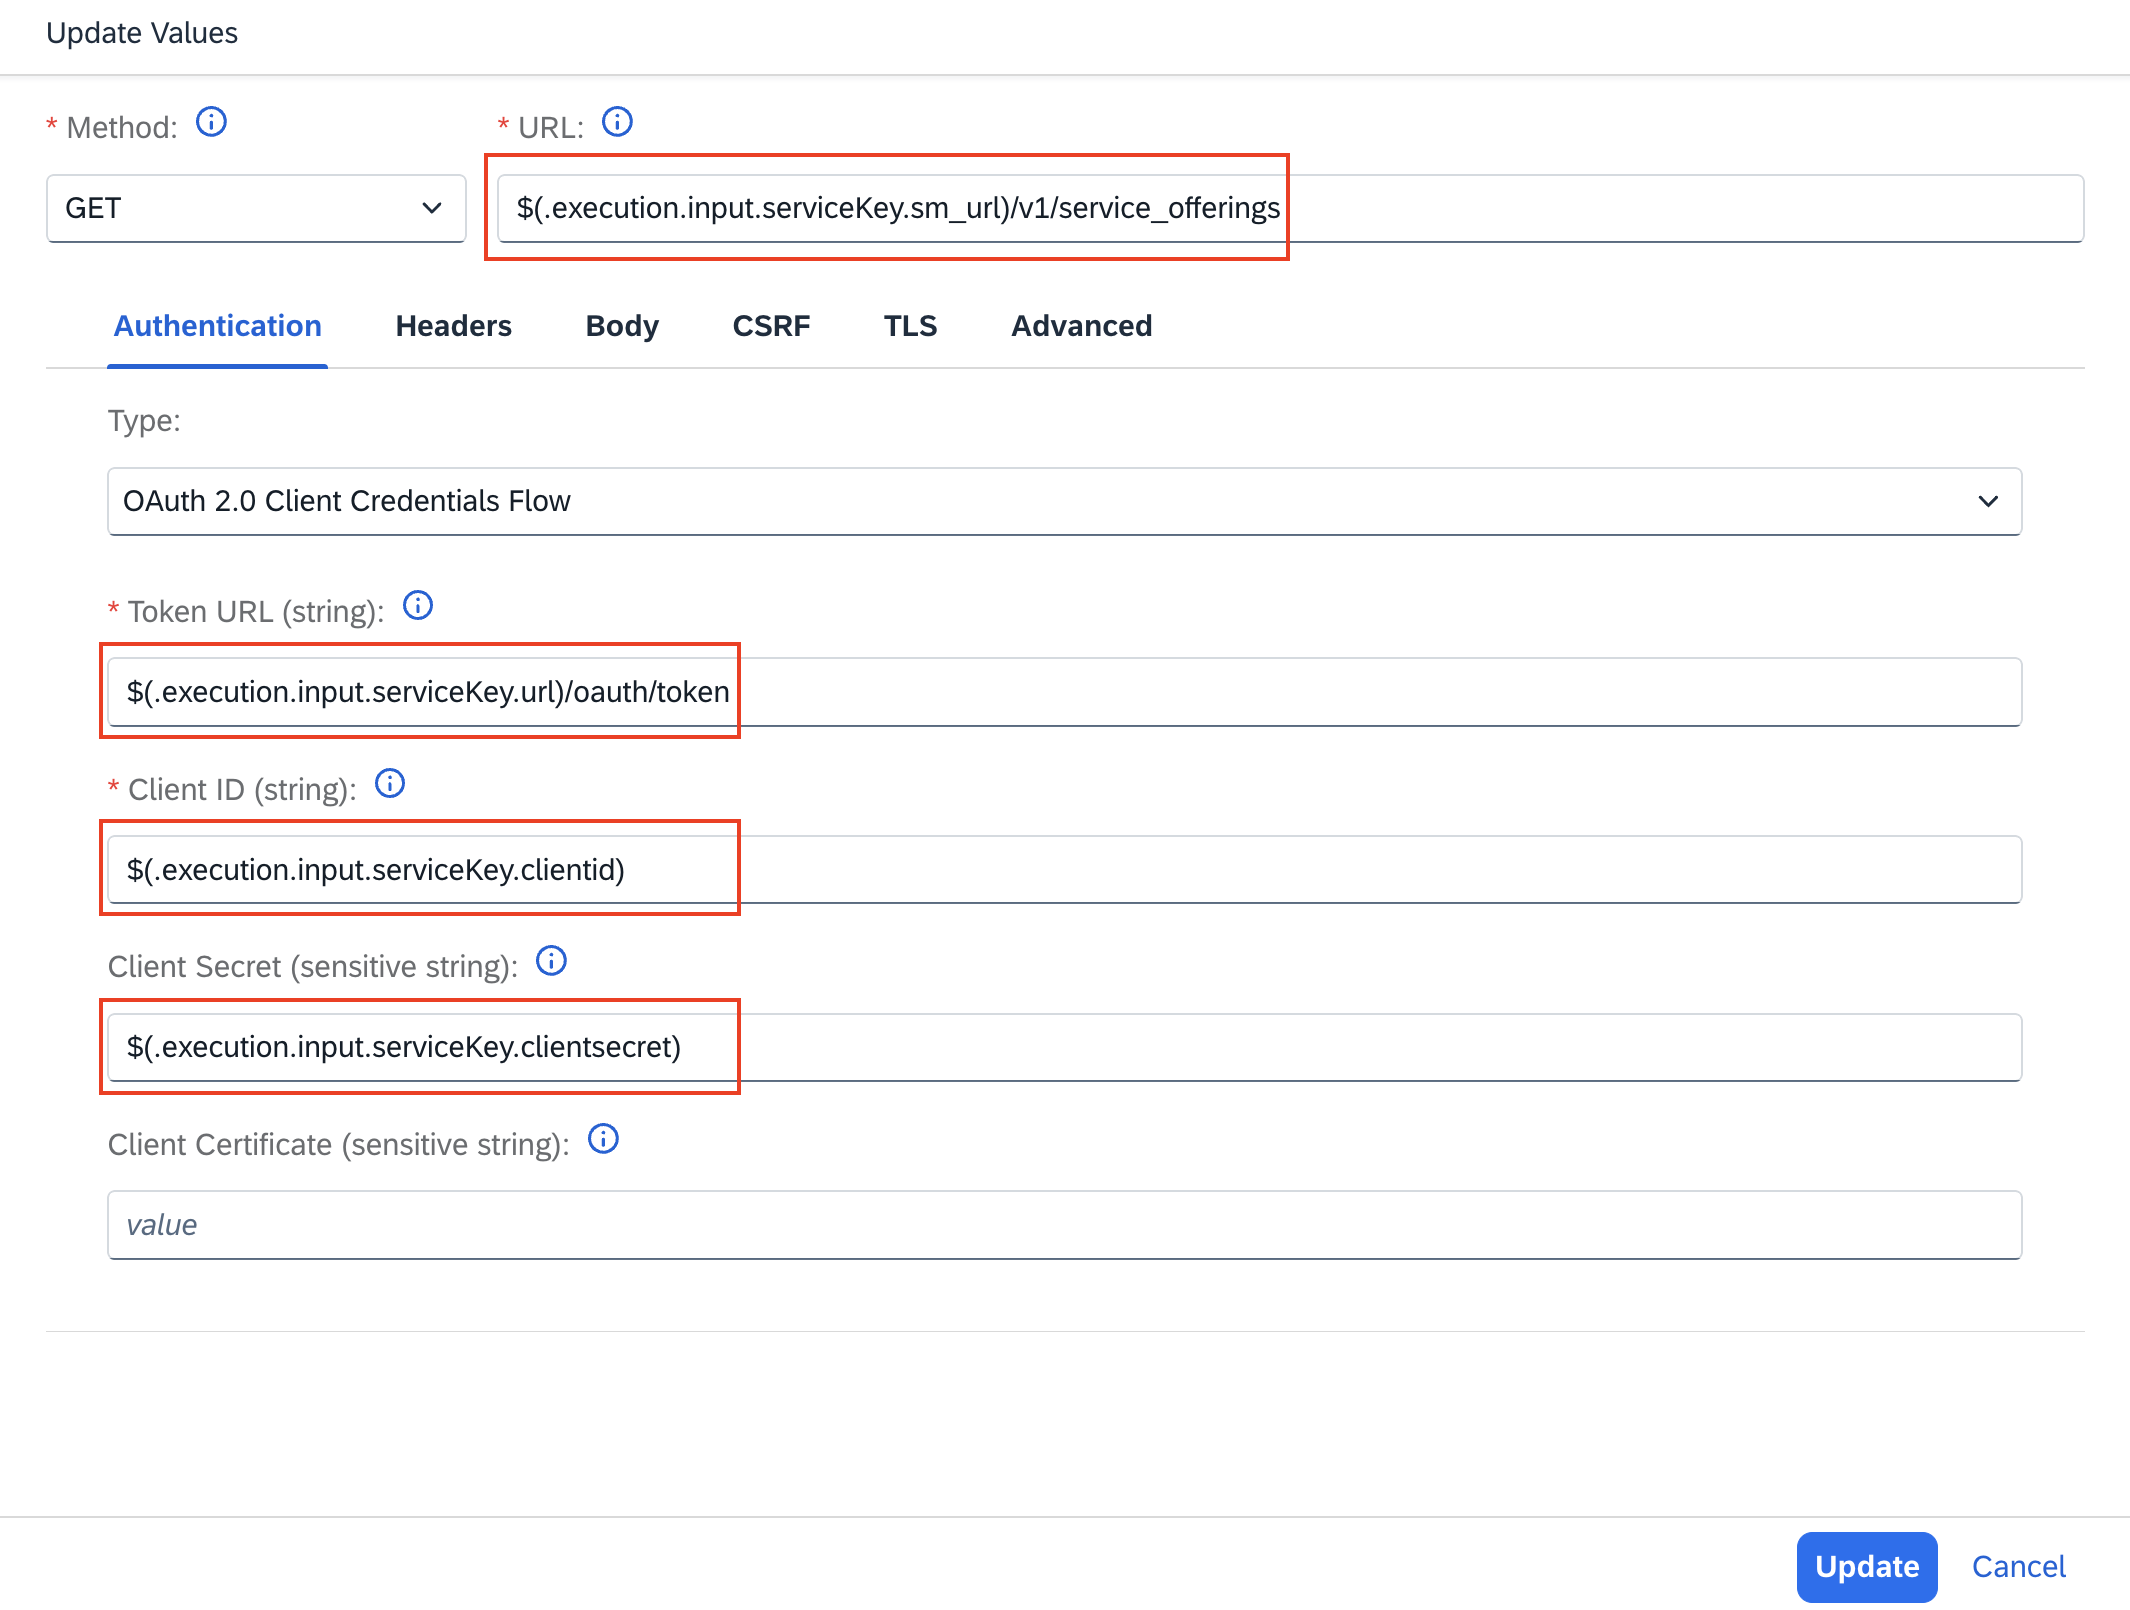 Update Values
* Method:
* URL:
GET
$(.execution.input.serviceKey.sm_url)/v1/service_offerings
Authentication Headers Body CSRF TLS Advanced
Type:
OAuth 2.0 Client Credentials Flow
* Token URL (string):
$(.execution.input.serviceKey.url)/oauth/token
* Client ID (string):
$(.execution.input.serviceKey.clientid)
Client Secret (sensitive string):
$(.execution.input.serviceKey.clientsecret)
Client Certificate (sensitive string):
value
Update Cancel